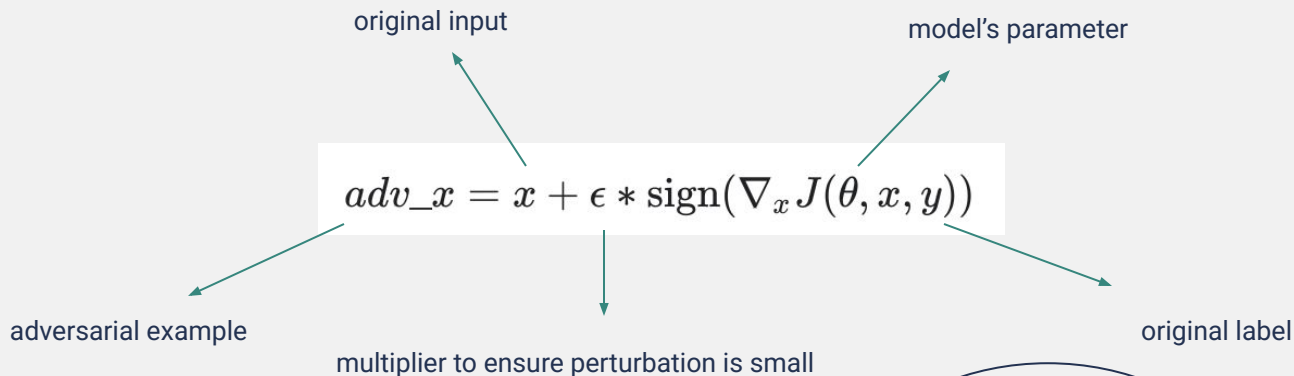 original input
model's parameter
adv_x = x + ϵ * sign(∇ₓJ(θ, x, y))
adversarial example
original label
multiplier to ensure perturbation is small